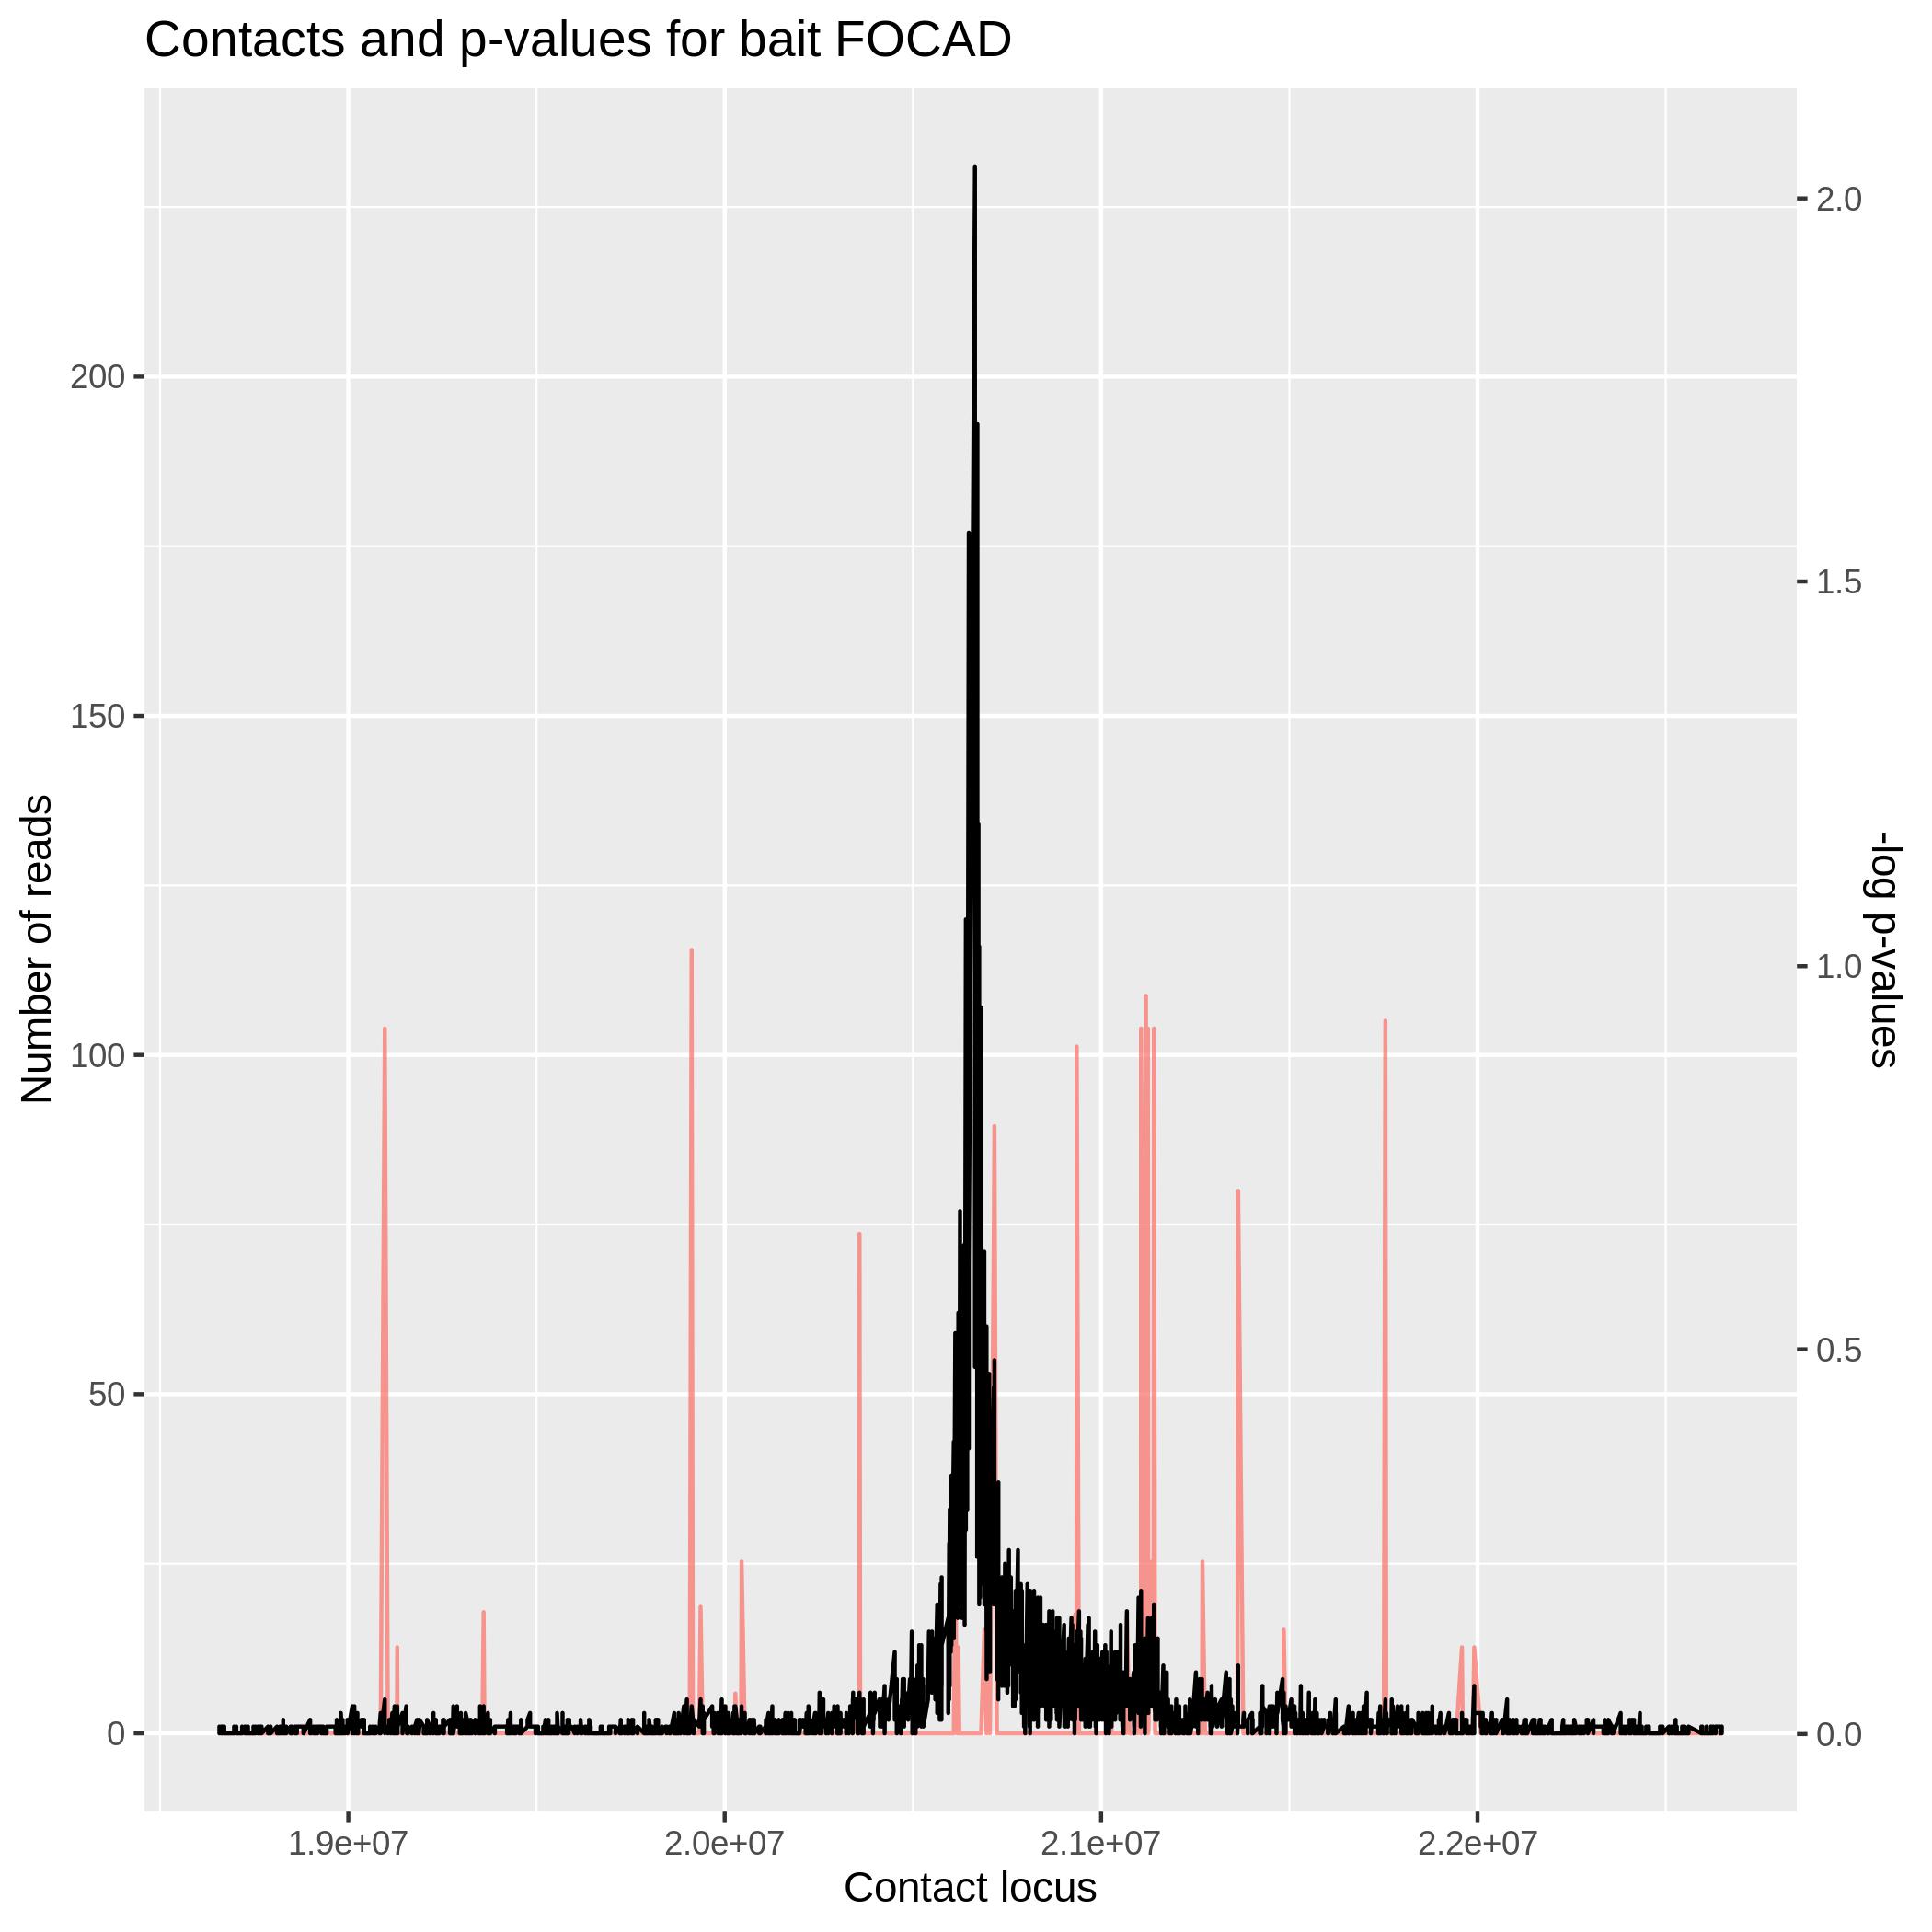 Contacts and p-values for bait FOCAD
Number of reads
200
150
100
50
0
2.0
1.5
1.0
0.5
0.0
-log p-values
1.9e+07
2.0e+07
2.1e+07
2.2e+07
Contact locus